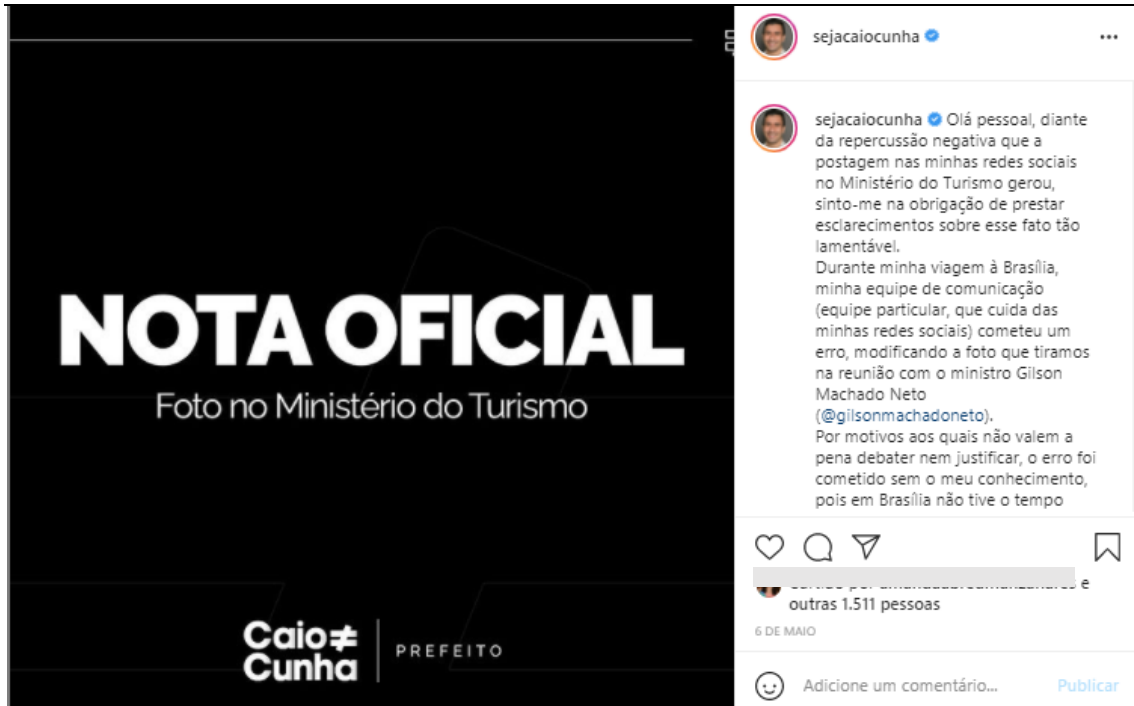 NOTA OFICIAL
Foto no Ministério do Turismo
Caio≠
Cunha
PREFEITO
sejacaiocunha
sejacaiocunha Olá pessoal, diante
da repercussão negativa que a
postagem nas minhas redes sociais
no Ministério do Turismo gerou,
sinto-me na obrigação de prestar
esclarecimentos sobre esse fato tão
lamentável.
Durante minha viagem à Brasília,
minha equipe de comunicação
(equipe particular, que cuida das
minhas redes sociais) cometeu um
erro, modificando a foto que tiramos
na reunião com o ministro Gilson
Machado Neto
(@gilsonmachadoneto).
Por motivos aos quais não valem a
pena debater nem justificar, o erro foi
cometido sem o meu conhecimento,
pois em Brasília não tive o tempo
e
outras 1.511 pessoas
6 DE MAIO
Adicione um comentário...
Publicar